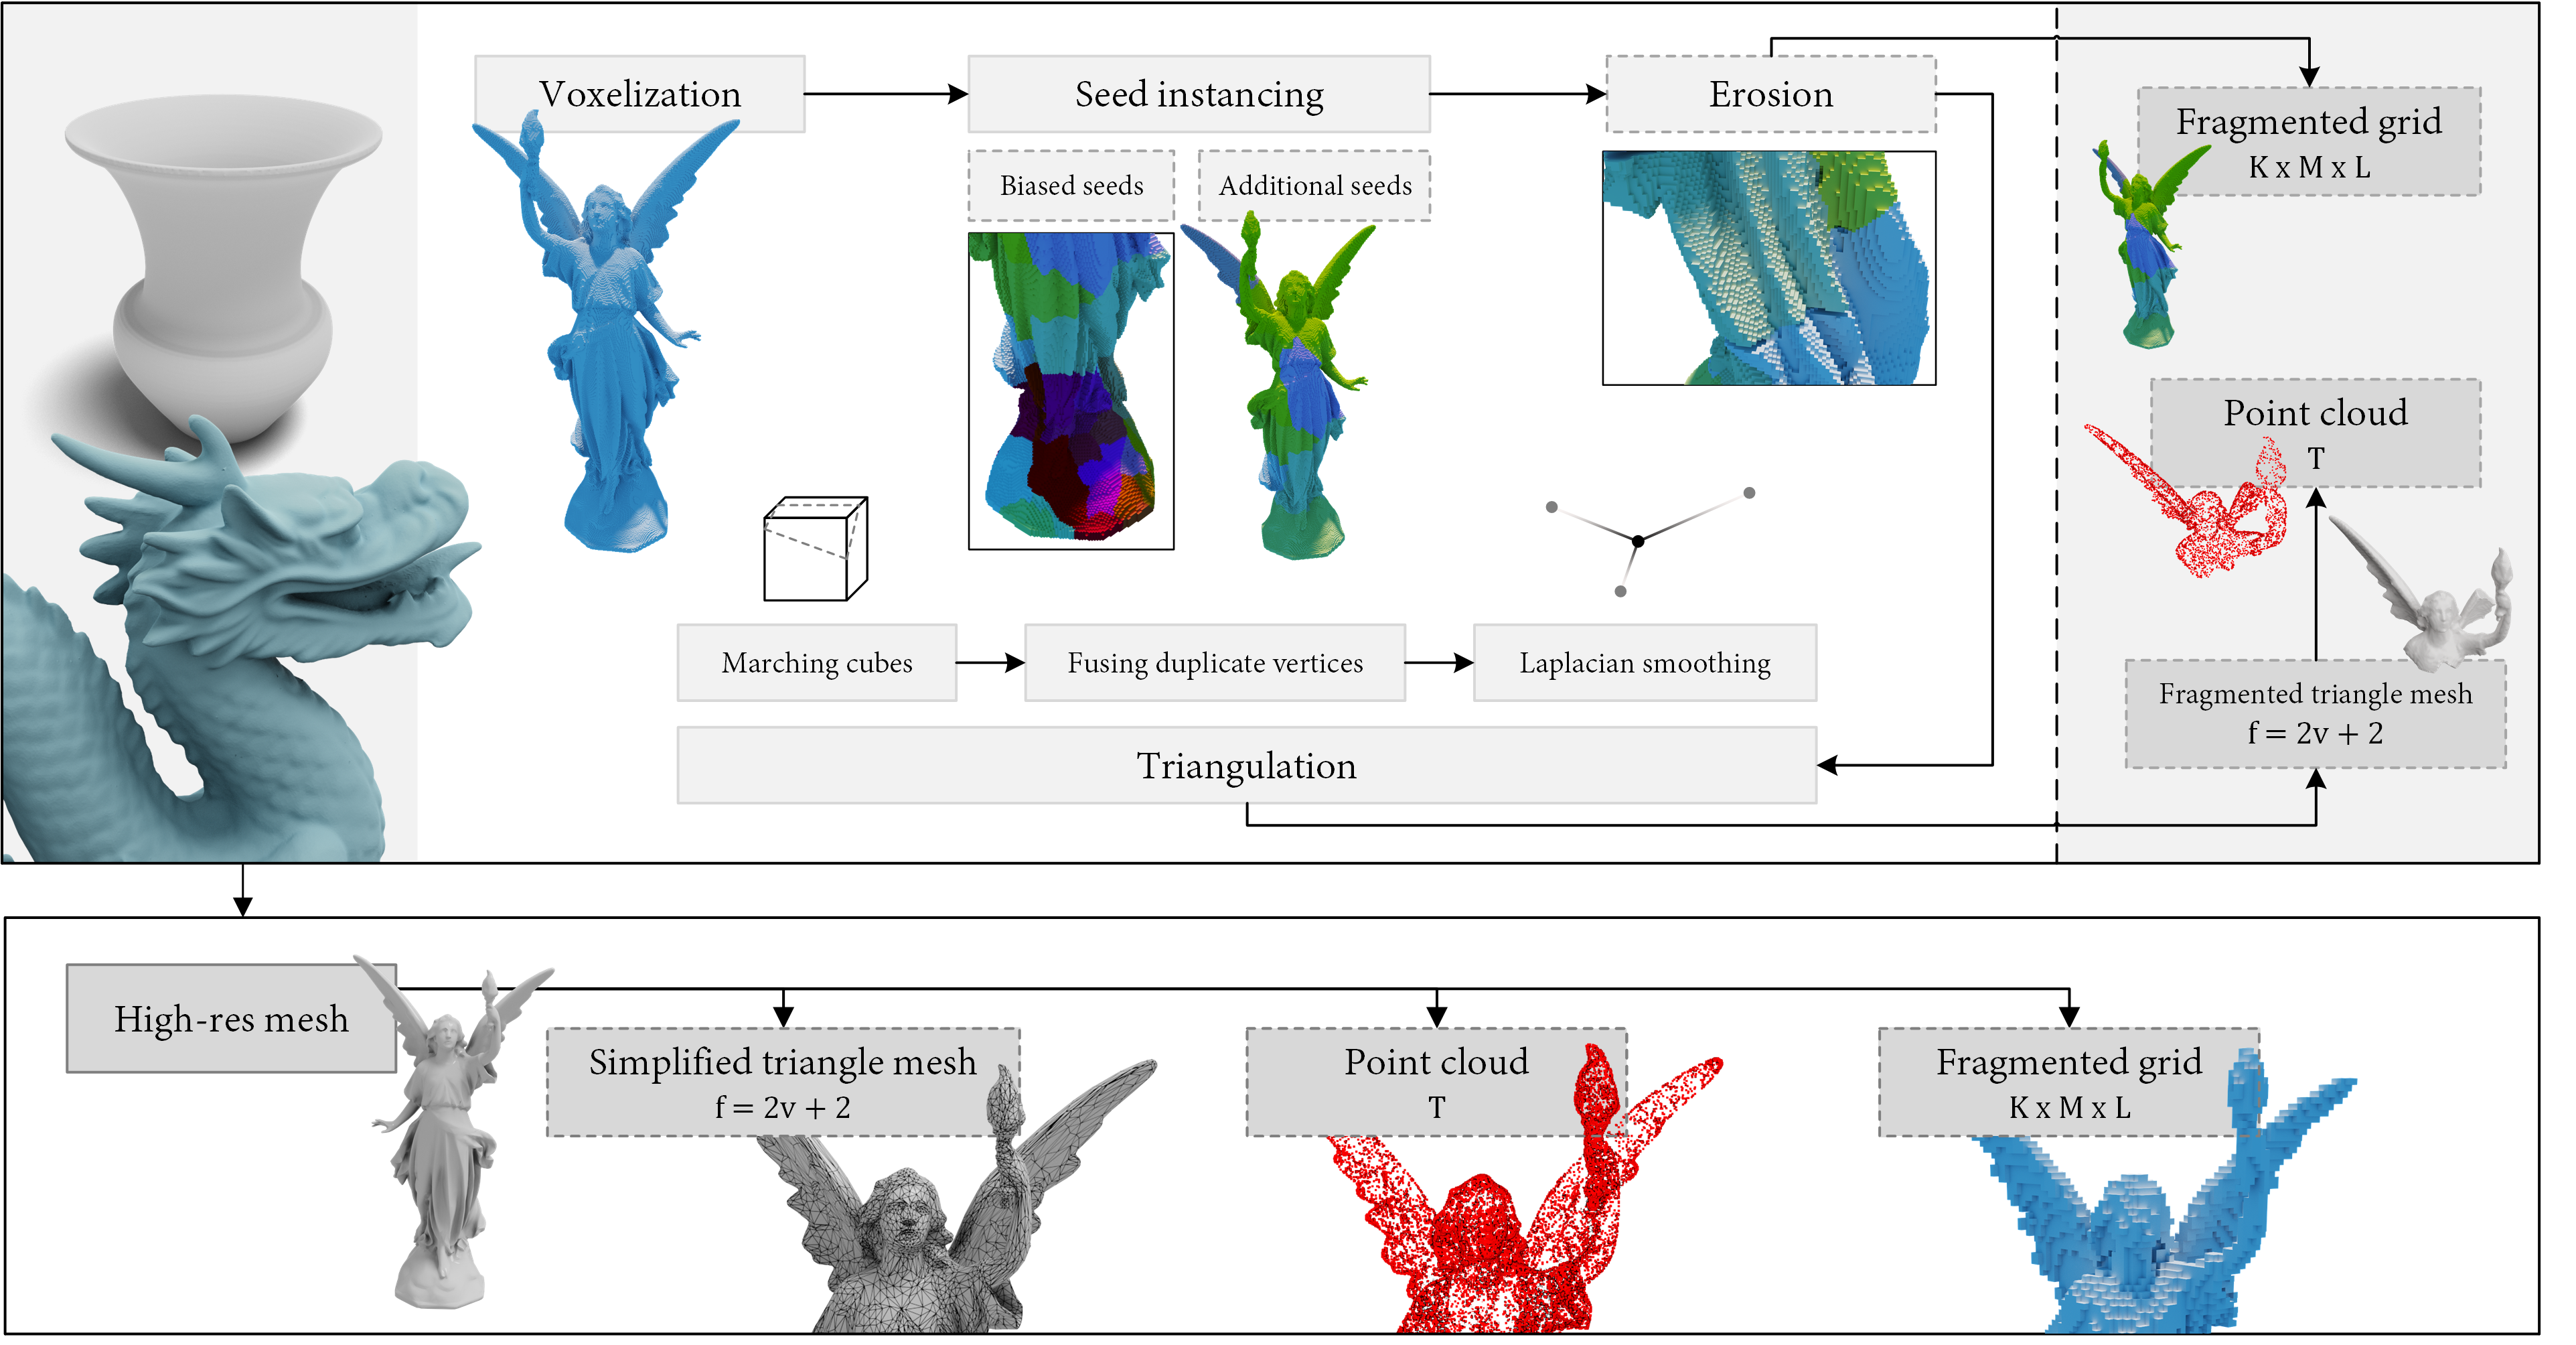 Voxelization
Seed instancing
Erosion
Biased seeds
Additional seeds
Marching cubes
Fusing duplicate vertices
Laplacian smoothing
Triangulation
Fragmented grid
K x M x L
Point cloud
T
Fragmented triangle mesh
f = 2v + 2
High-res mesh
Simplified triangle mesh
f = 2v + 2
Point cloud
T
Fragmented grid
K x M x L